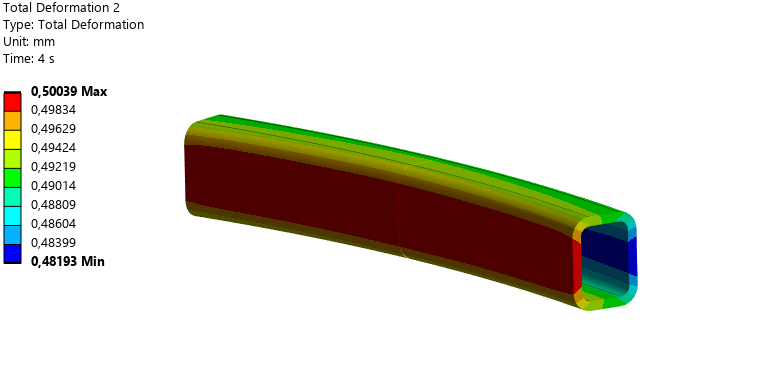 Total Deformation 2
Type: Total Deformation
Unit: mm
Time: 4 s
0,50039 Max
0,49834
0,49629
0,49424
0,49219
0,49014
0,48809
0,48604
0,48399
0,48193 Min